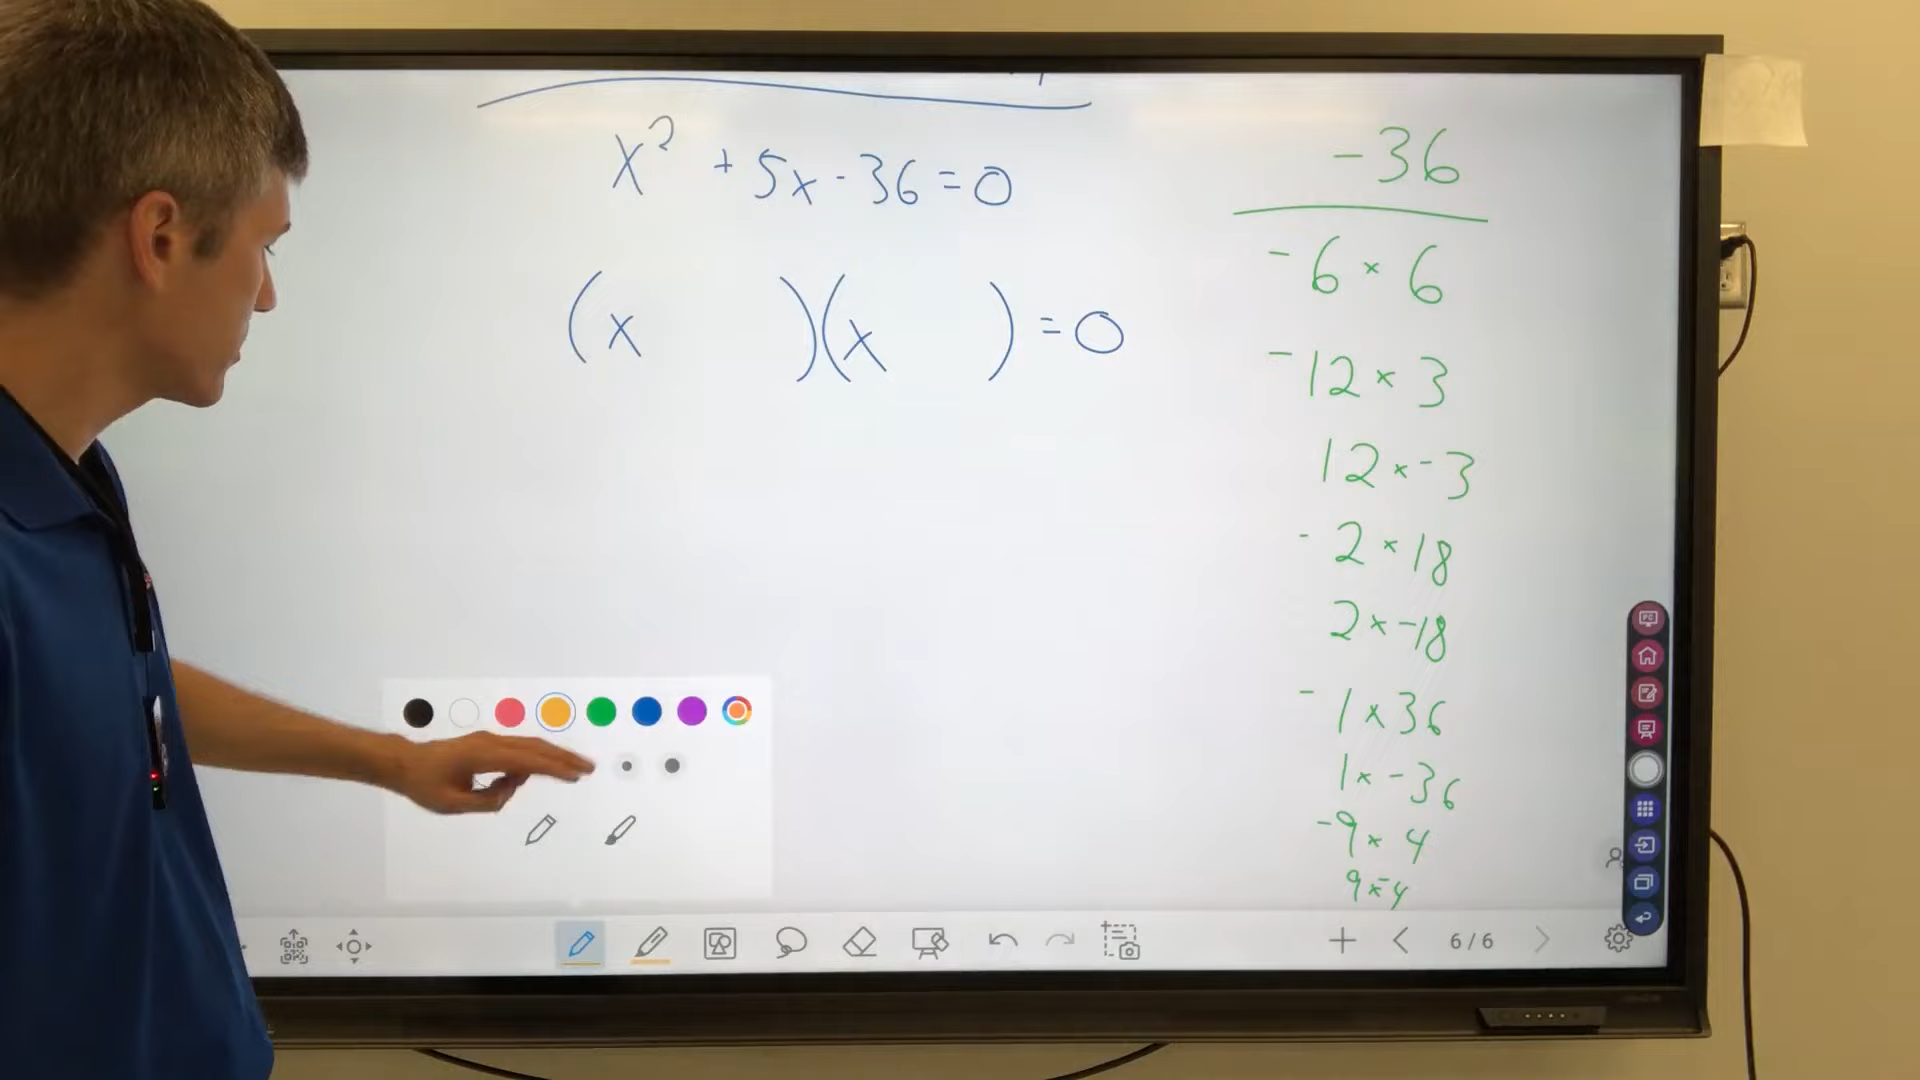 x² + 5x - 36 = 0
(x )(x ) = 0
-36
-6 × 6
-12 × 3
12 × -3
-2 × 18
2 × -18
-1 × 36
1 × -36
-9 × 4
9 × -4
PC
6/6